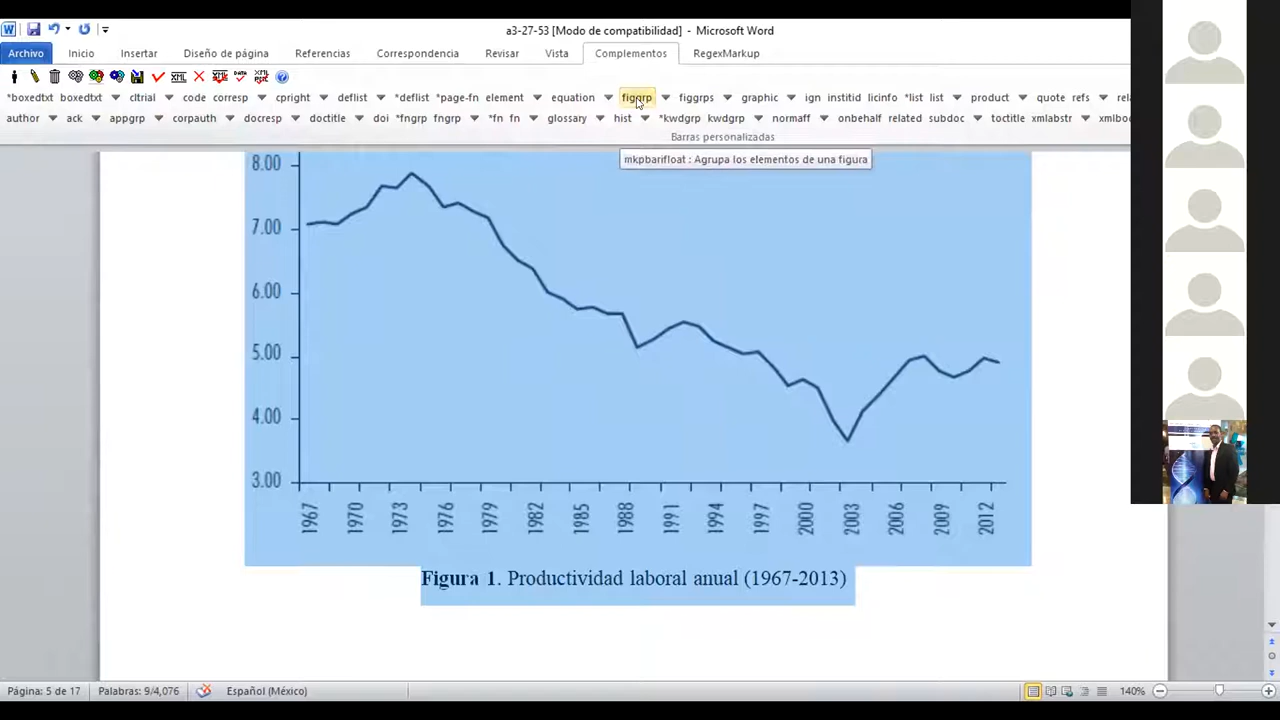 a3-27-53 [Modo de compatibilidad] - Microsoft Word
Archivo Inicio Insertar Diseño de página Referencias Correspondencia Revisar Vista Complementos RegexMarkup
*boxedtxt boxedtxt cltrial code corresp cpright deflist *deflist *page-fn element equation figgrp figgrps graphic ign institid licinfo *list list product quote refs rela
author ack appgrp corpauth docresp doctitle doi *fngrp fngrp *fn fn glossary hist *kwdgrp kwdgrp normaff onbehalf related subdoc toctitle xmlabstr xmlbo
Barras personalizadas
mkpbarifloat : Agrupa los elementos de una figura
8.00
7.00
6.00
5.00
4.00
3.00
1967 1970 1973 1976 1979 1982 1985 1988 1991 1994 1997 2000 2003 2006 2009 2012
Figura 1. Productividad laboral anual (1967-2013)
Página: 5 de 17 Palabras: 9/4,076 Español (México) 140%